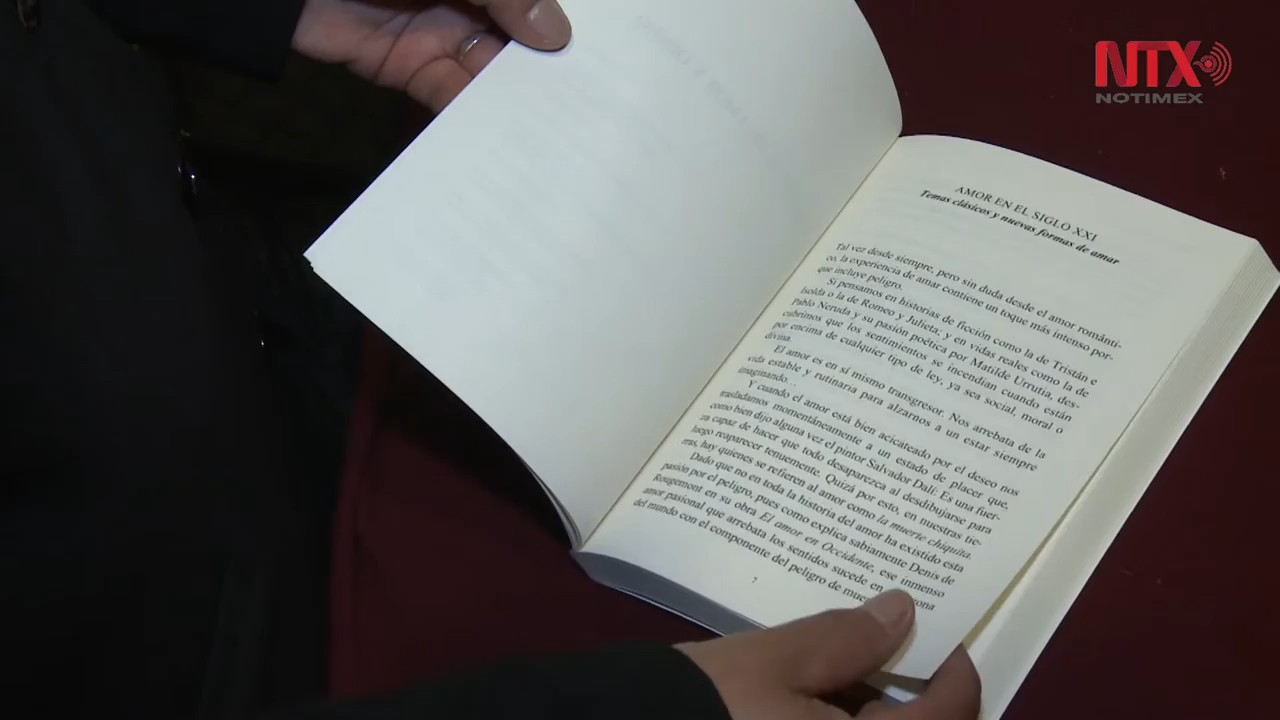 NTX
NOTIMEX
AMOR EN EL SIGLO XXI
Temas clásicos y nuevas formas de amar
Tal vez desde siempre, pero sin duda desde el amor románti-
co, la experiencia de amar contiene un toque más intenso por-
que incluye peligro.
Si pensamos en historias de ficción como la de Tristán e
Isolda o la de Romeo y Julieta, y en vidas reales como la de
Pablo Neruda y su pasión poética por Matilde Urrutia, des-
cubrimos que los sentimientos se incendian cuando están
por encima de cualquier tipo de ley, ya sea social, moral o
divina.
El amor es en sí mismo transgresor. Nos arrebata de la
vida estable y rutinaria para alzarnos a un estar siempre
imaginando...
Y cuando el amor está bien acicateado por el deseo nos
trasladamos momentáneamente a un estado de placer que,
como bien dijo alguna vez el pintor Salvador Dalí: Es una fuer-
za capaz de hacer que todo desaparezca al desdibujarse para
luego reaparecer tenuemente. Quizá por esto, en nuestras tie-
rras, hay quienes se refieren al amor como la muerte chiquita.
Dado que no en toda la historia del amor ha existido esta
pasión por el peligro, pues como explica sabiamente Denis de
Rougemont en su obra El amor en Occidente, ese inmenso
amor pasional que arrebata los sentidos sucede en zona
del mundo con el componente del peligro de mue
7